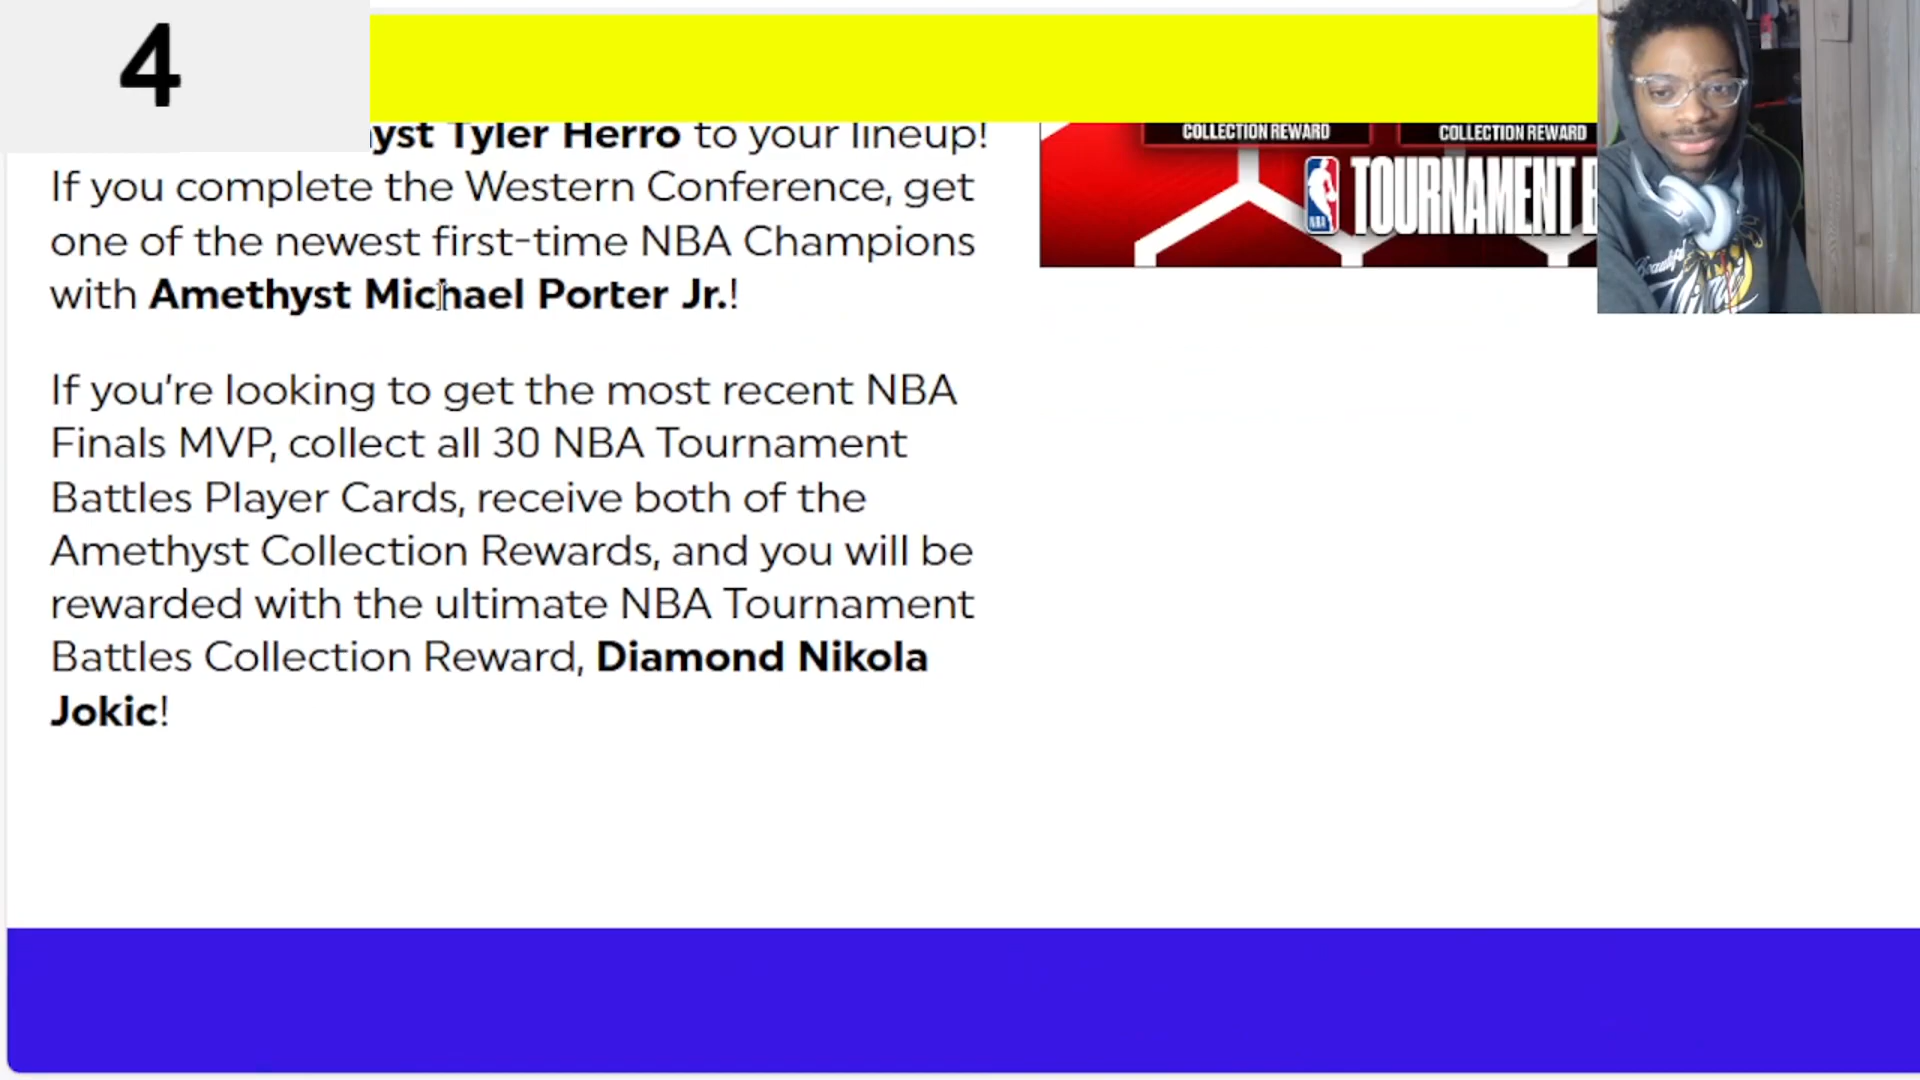 4
yst Tyler Herro to your lineup!
If you complete the Western Conference, get
one of the newest first-time NBA Champions
with Amethyst Michael Porter Jr.!
If you're looking to get the most recent NBA
Finals MVP, collect all 30 NBA Tournament
Battles Player Cards, receive both of the
Amethyst Collection Rewards, and you will be
rewarded with the ultimate NBA Tournament
Battles Collection Reward, Diamond Nikola
Jokic!
COLLECTION REWARD COLLECTION REWARD
NBA TOURNAMENT B